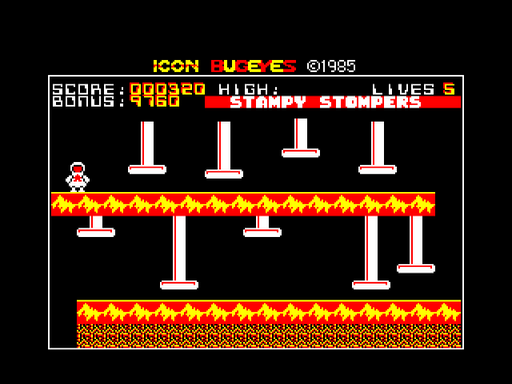 ICON BUGEYES ©1985
SCORE:000320 HIGH: LIVES 5
BONUS:9760 STAMPY STOMPERS